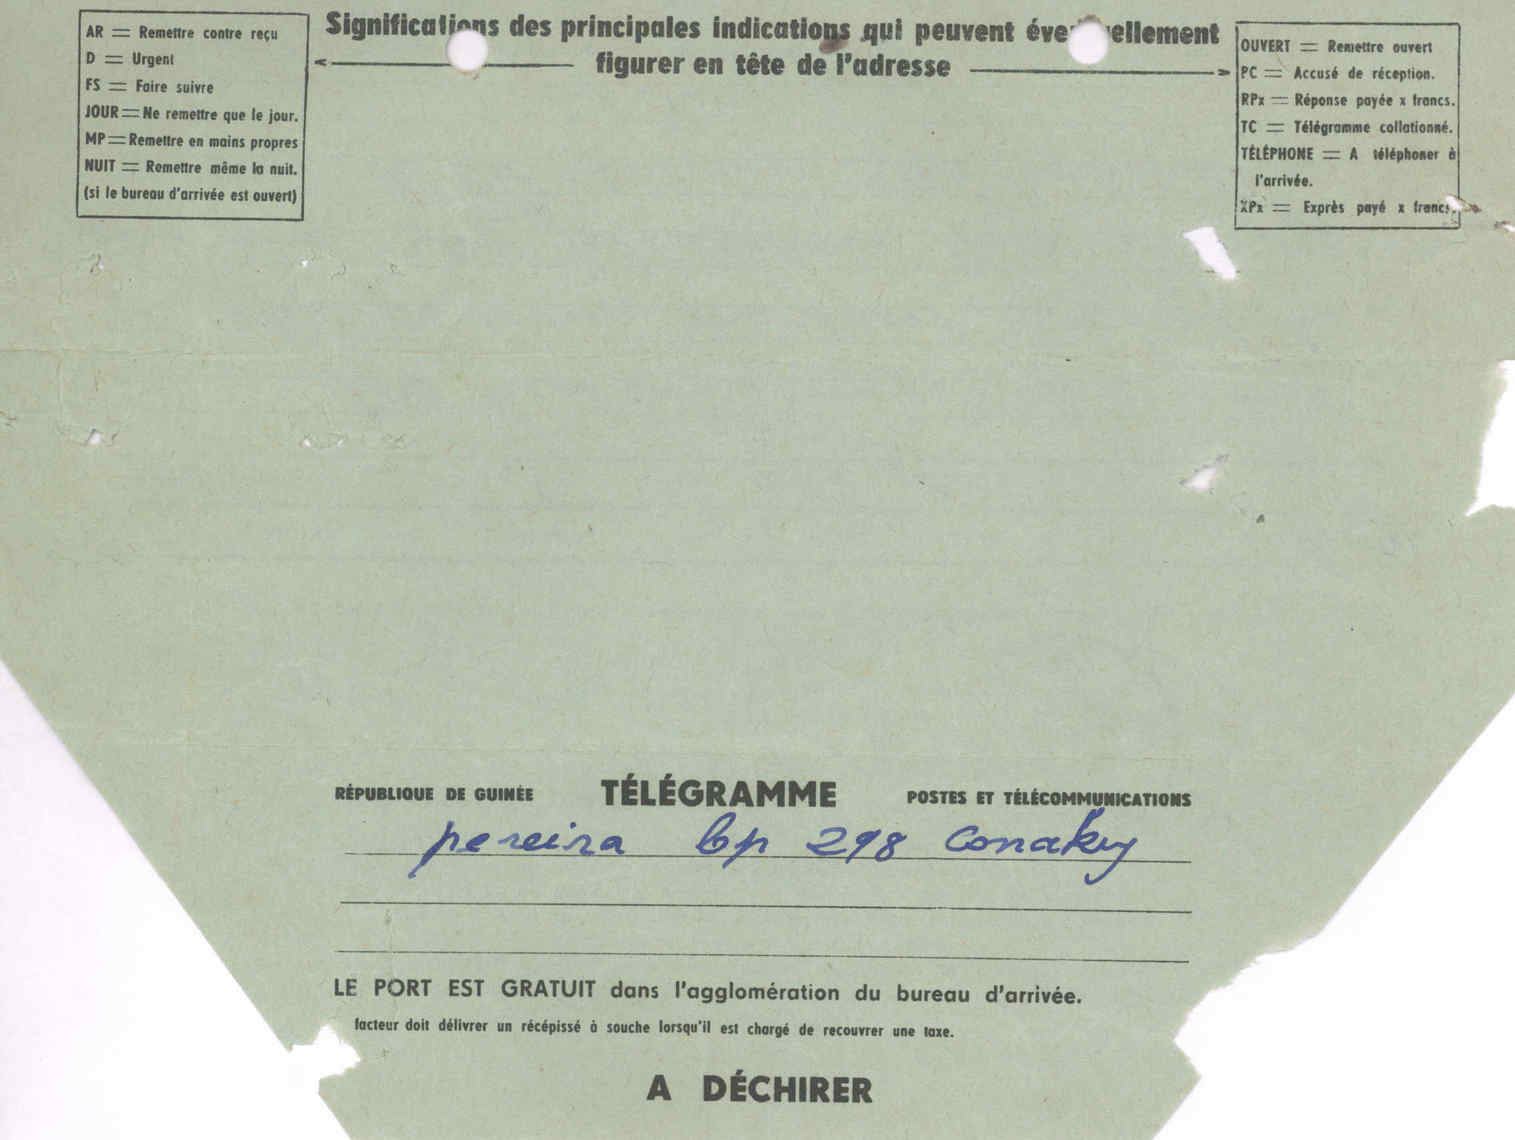 Significations des principales indications qui peuvent éventuellement
figurer en tête de l'adresse
AR = Remettre contre reçu
D = Urgent
FS = Faire suivre
JOUR = Ne remettre que le jour.
MP = Remettre en mains propres
NUIT = Remettre même la nuit.
(si le bureau d'arrivée est ouvert)
OUVERT = Remettre ouvert
PC = Accusé de réception.
RPx = Réponse payée x francs.
TC = Télégramme collationné.
TÉLÉPHONE = A téléphoner à
l'arrivée.
XPx = Exprès payé x francs.
RÉPUBLIQUE DE GUINÉE TÉLÉGRAMME POSTES ET TÉLÉCOMMUNICATIONS
pereira bp 298 Conakry
LE PORT EST GRATUIT dans l'agglomération du bureau d'arrivée.
facteur doit délivrer un récépissé à souche lorsqu'il est chargé de recouvrer une taxe.
A DÉCHIRER